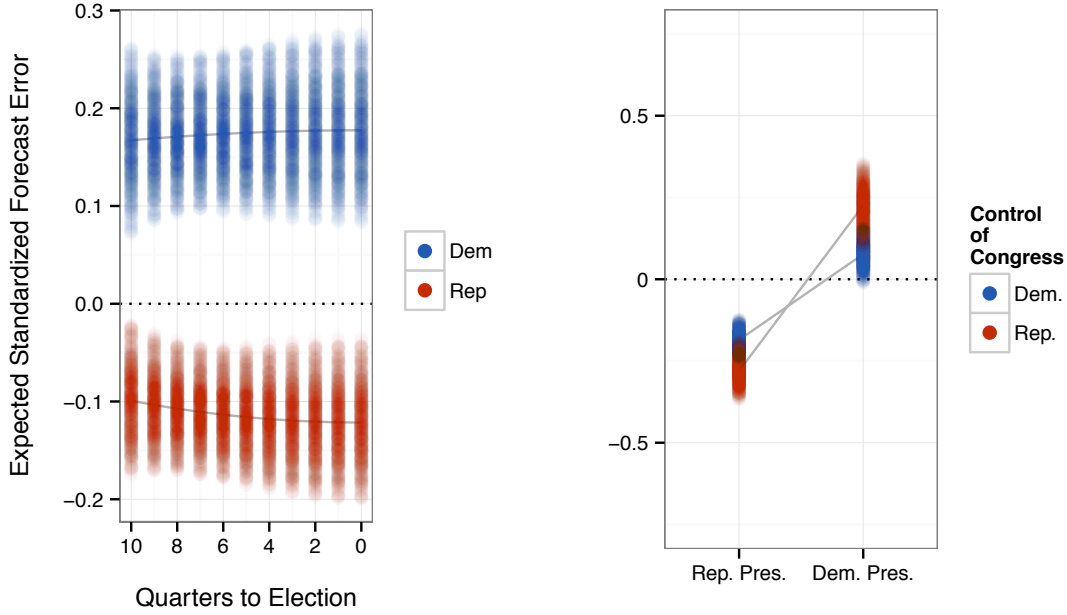 Expected Standardized Forecast Error
0.3
0.2
0.1
0.0
−0.1
−0.2
10 8 6 4 2 0
Quarters to Election
Dem
Rep
0.5
0
−0.5
Rep. Pres. Dem. Pres.
Control
of
Congress
Dem.
Rep.